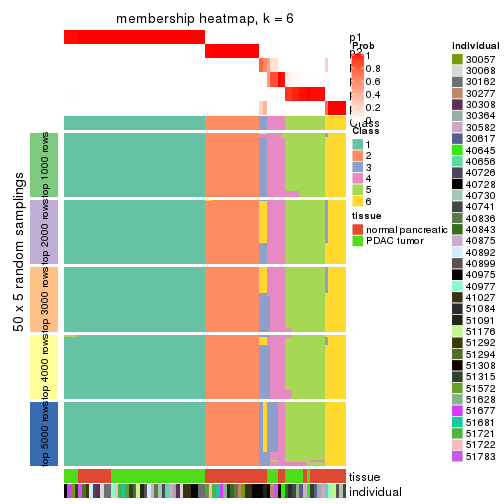 membership heatmap, k = 6
p1
Prob
1
0.8
0.6
0.4
0.2
0
Class
Class
1
2
3
4
5
6
tissue
normal pancreatic
PDAC tumor
individual
30057
30068
30162
30277
30308
30364
30582
30617
40645
40656
40726
40728
40730
40741
40836
40843
40875
40892
40899
40975
40977
41027
51084
51091
51176
51292
51294
51308
51315
51572
51628
51677
51681
51721
51722
51783
50 x 5 random samplings
top 1000 rows
top 2000 rows
top 3000 rows
top 4000 rows
top 5000 rows
tissue
individual